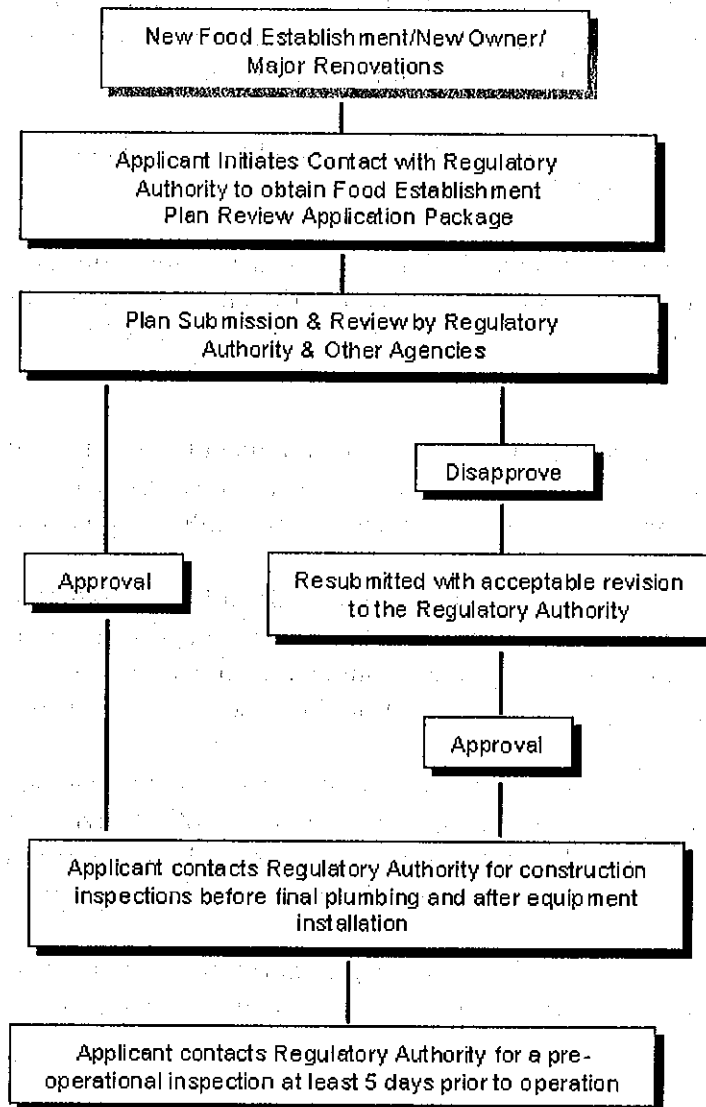 New Food Establishment/New Owner/
Major Renovations
Applicant Initiates Contact with Regulatory
Authority to obtain Food Establishment
Plan Review Application Package
Plan Submission & Review by Regulatory
Authority & Other Agencies
Disapprove
Approval
Resubmitted with acceptable revision
to the Regulatory Authority
Approval
Applicant contacts Regulatory Authority for construction
inspections before final plumbing and after equipment
installation
Applicant contacts Regulatory Authority for a pre-
operational inspection at least 5 days prior to operation